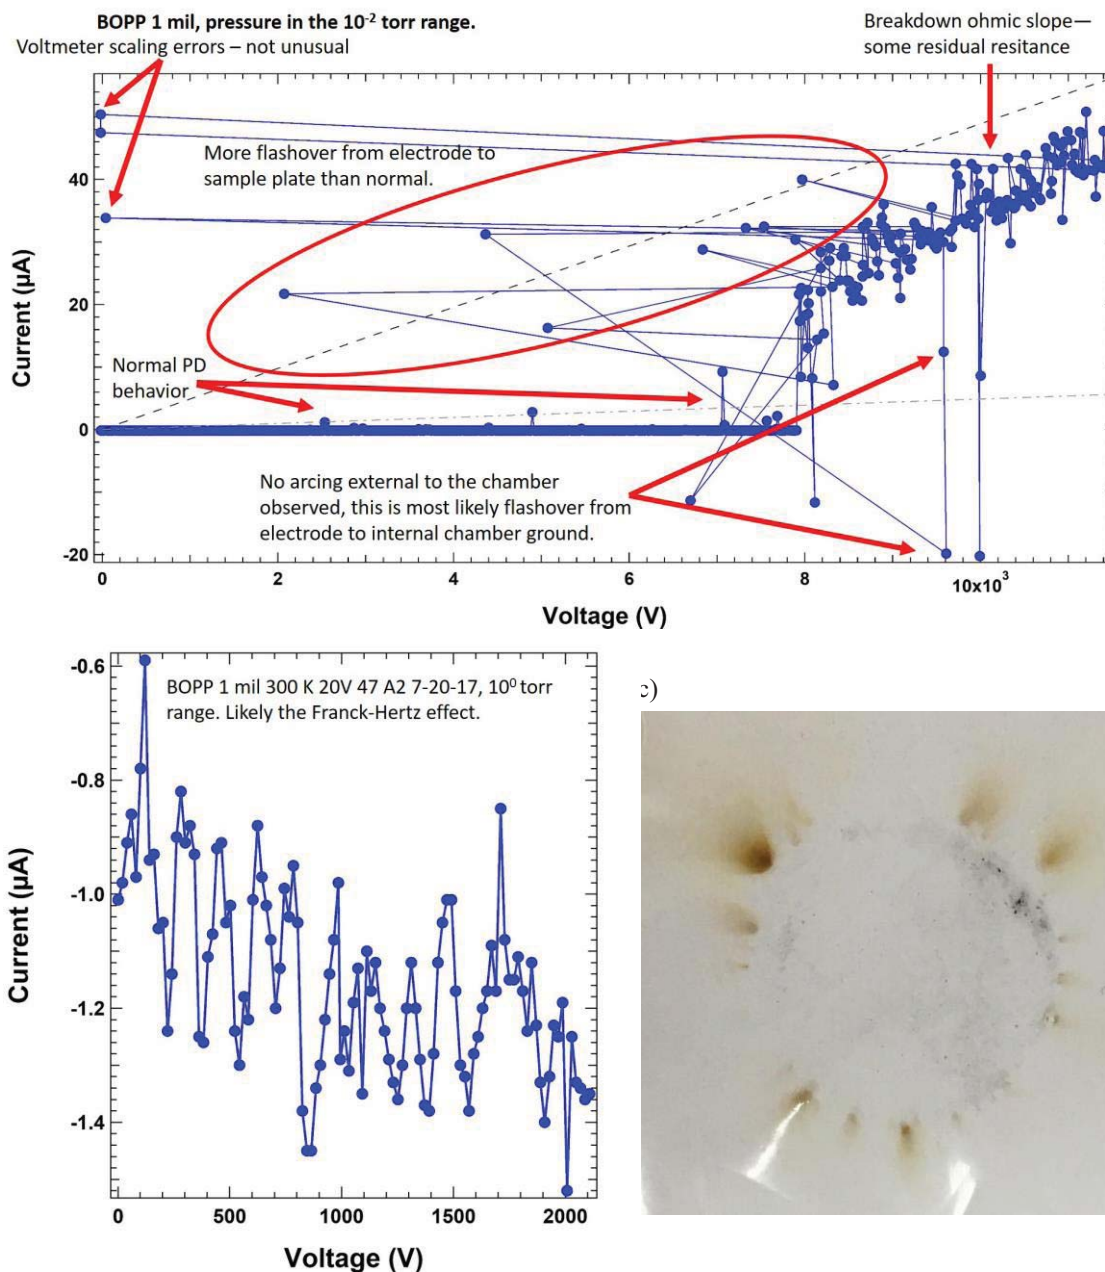 BOPP 1 mil, pressure in the 10⁻² torr range.
Voltmeter scaling errors – not unusual
Breakdown ohmic slope—
some residual resitance
More flashover from electrode to
sample plate than normal.
Normal PD
behavior
No arcing external to the chamber
observed, this is most likely flashover from
electrode to internal chamber ground.
Current (µA)
40
20
0
-20
0
2
4
6
8
10x10³
Voltage (V)
BOPP 1 mil 300 K 20V 47 A2 7-20-17, 10⁰ torr
range. Likely the Franck-Hertz effect.
Current (µA)
-0.6
-0.8
-1.0
-1.2
-1.4
0
500
1000
1500
2000
Voltage (V)
c)